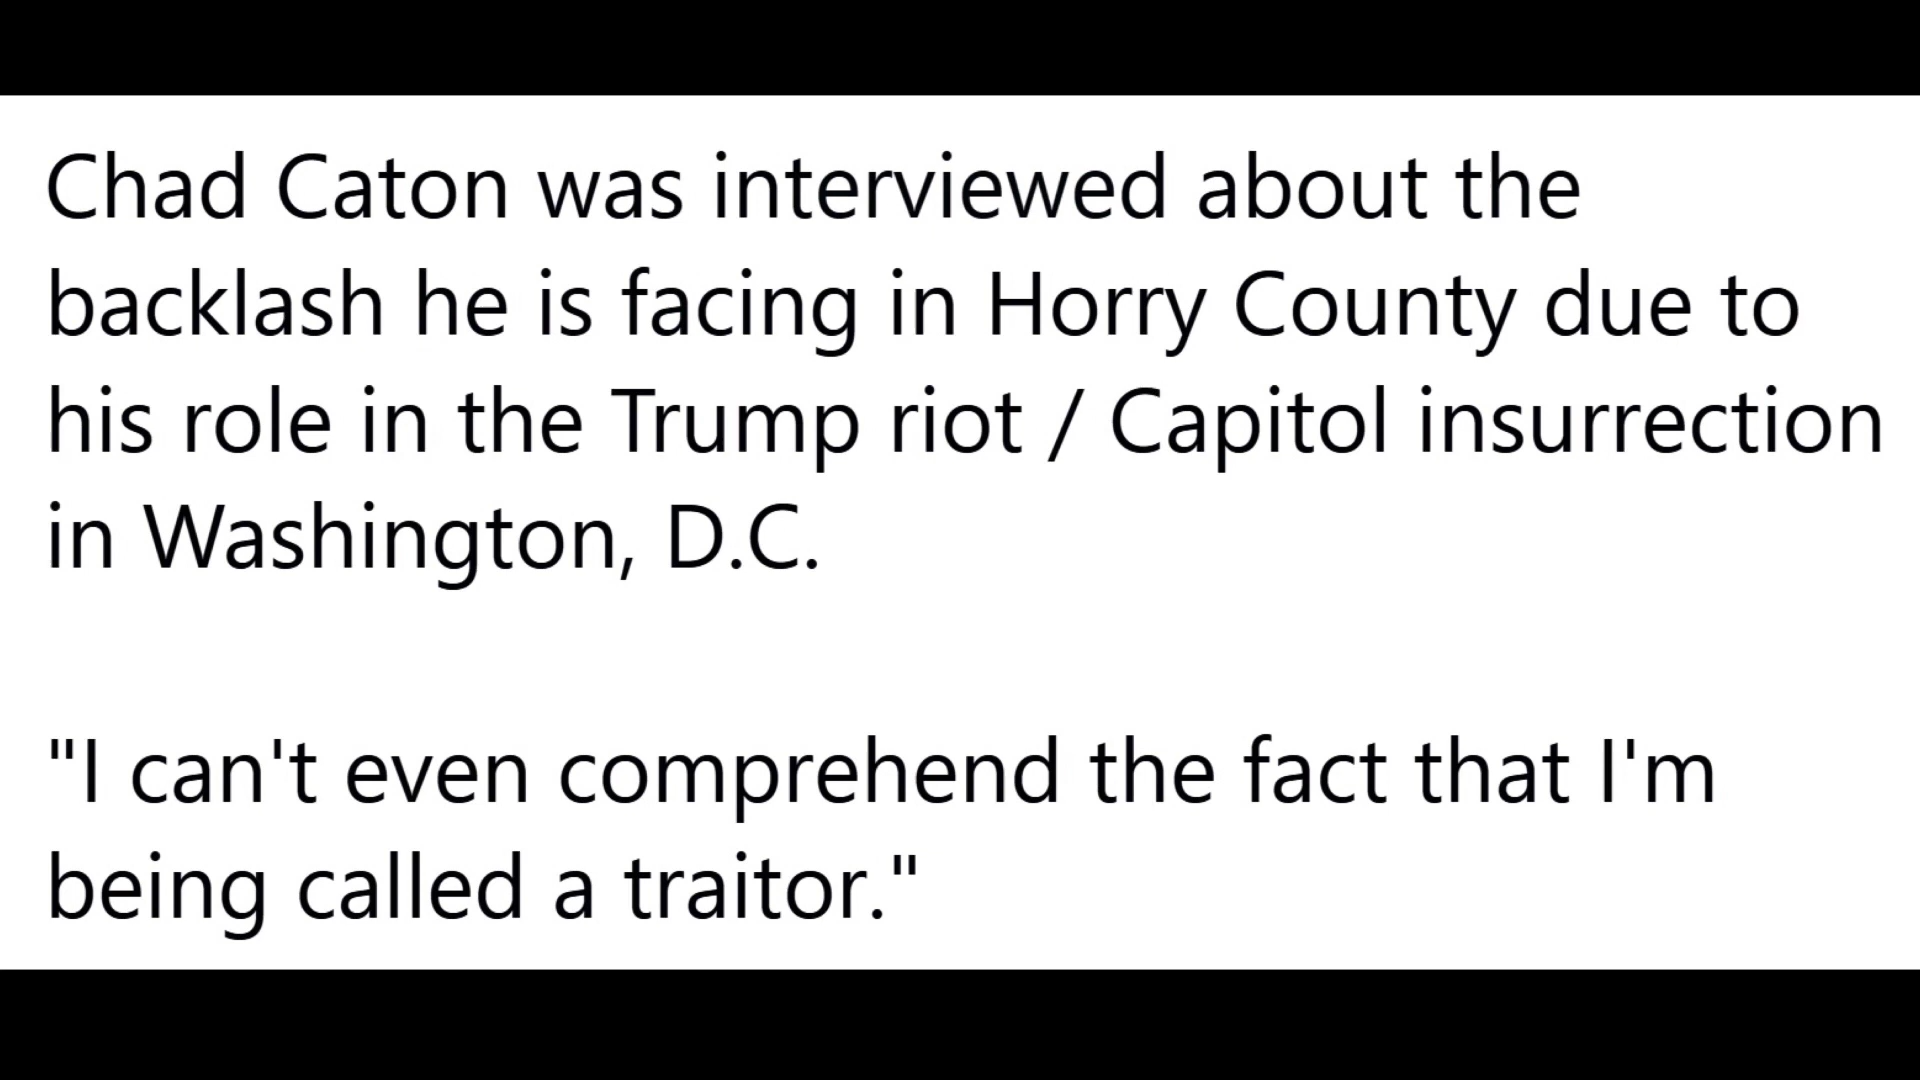 Chad Caton was interviewed about the
backlash he is facing in Horry County due to
his role in the Trump riot / Capitol insurrection
in Washington, D.C.
"I can't even comprehend the fact that I'm
being called a traitor."